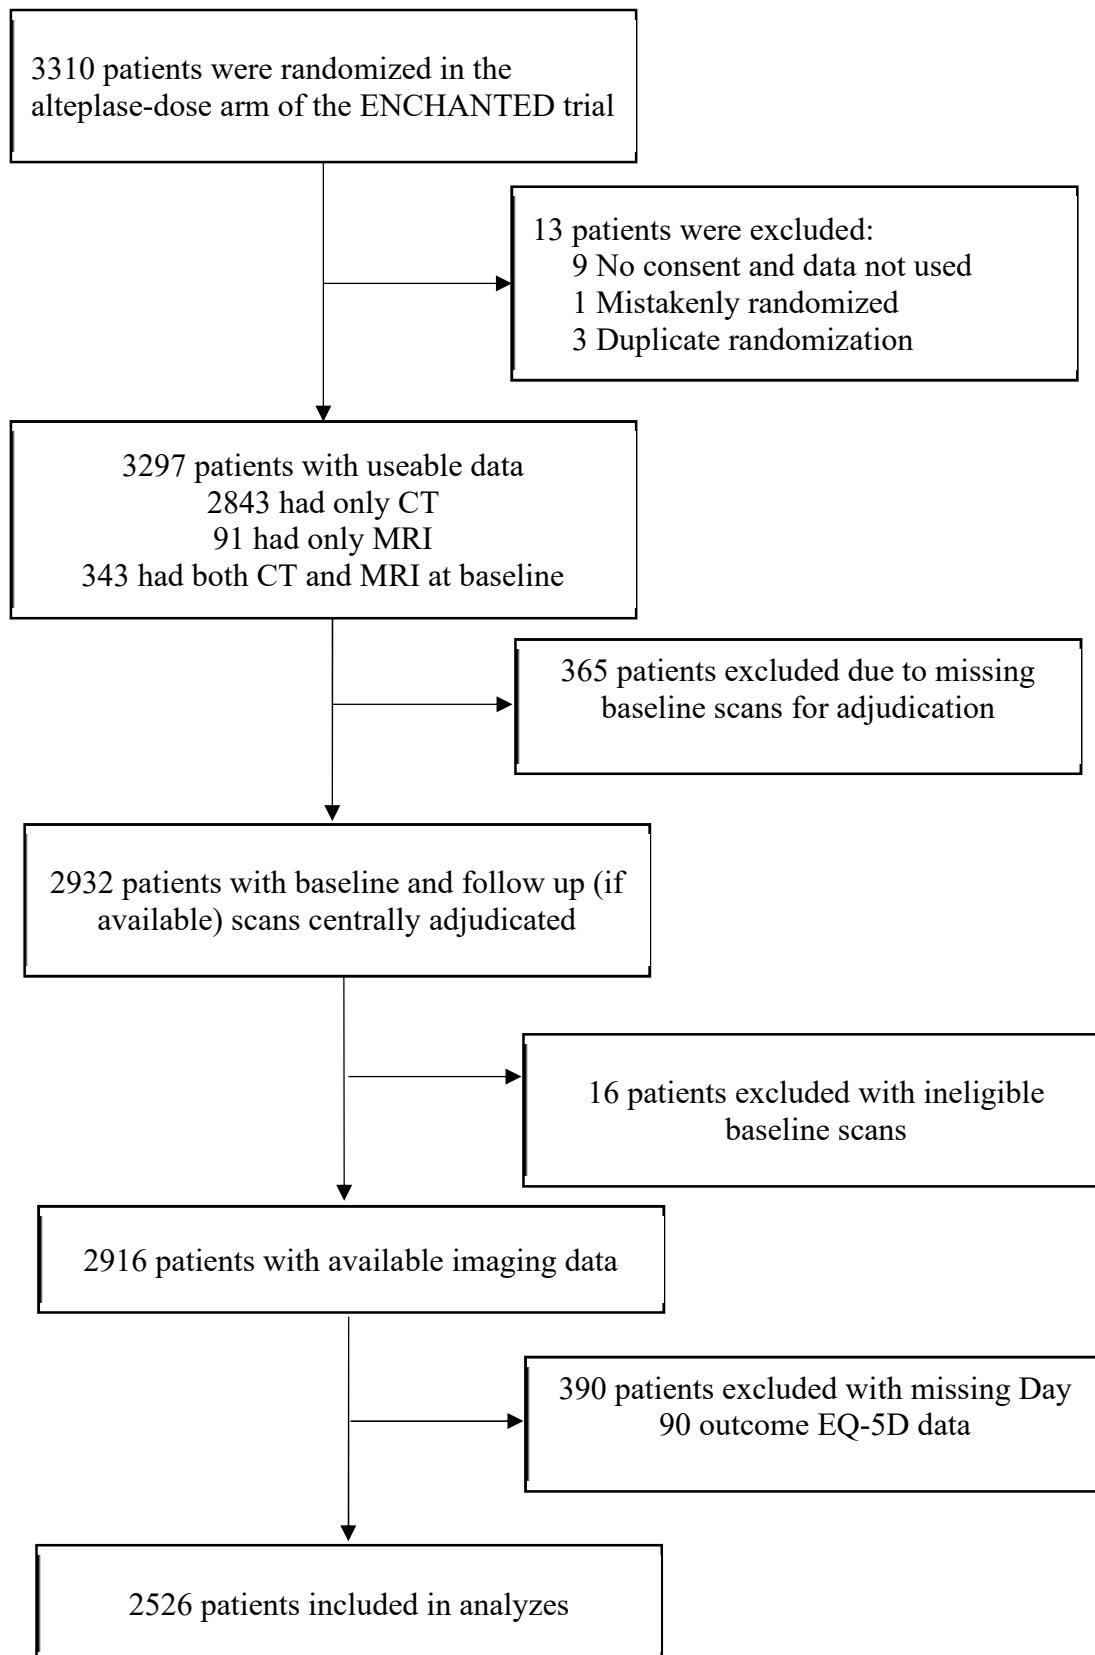 3310 patients were randomized in the
alteplase-dose arm of the ENCHANTED trial
13 patients were excluded:
9 No consent and data not used
1 Mistakenly randomized
3 Duplicate randomization
3297 patients with useable data
2843 had only CT
91 had only MRI
343 had both CT and MRI at baseline
365 patients excluded due to missing
baseline scans for adjudication
2932 patients with baseline and follow up (if
available) scans centrally adjudicated
16 patients excluded with ineligible
baseline scans
2916 patients with available imaging data
390 patients excluded with missing Day
90 outcome EQ-5D data
2526 patients included in analyzes